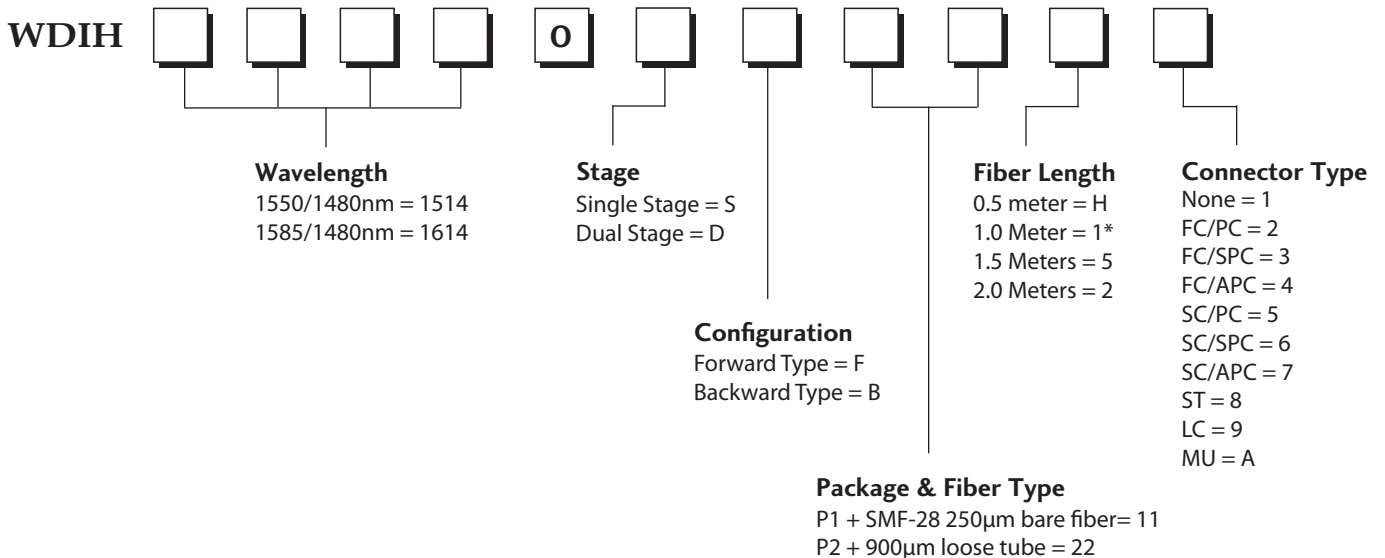 WDIH 0
Wavelength
1550/1480nm = 1514
1585/1480nm = 1614
Stage
Single Stage = S
Dual Stage = D
Configuration
Forward Type = F
Backward Type = B
Package & Fiber Type
P1 + SMF-28 250µm bare fiber= 11
P2 + 900µm loose tube = 22
Fiber Length
0.5 meter = H
1.0 Meter = 1*
1.5 Meters = 5
2.0 Meters = 2
Connector Type
None = 1
FC/PC = 2
FC/SPC = 3
FC/APC = 4
SC/PC = 5
SC/SPC = 6
SC/APC = 7
ST = 8
LC = 9
MU = A